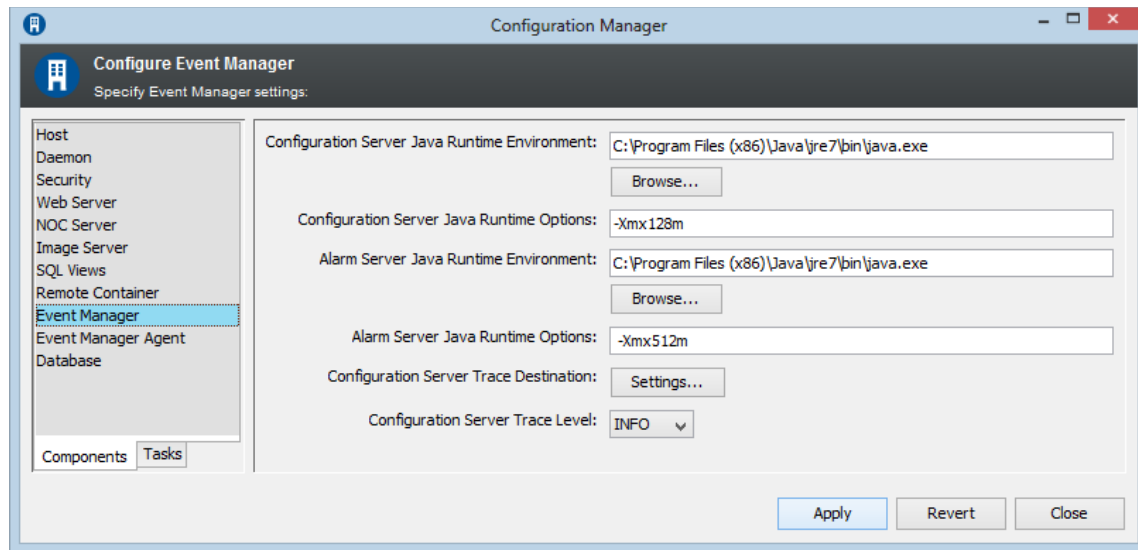 Configuration Manager
Configure Event Manager
Specify Event Manager settings:
Host
Daemon
Security
Web Server
NOC Server
Image Server
SQL Views
Remote Container
Event Manager
Event Manager Agent
Database
Components Tasks
Configuration Server Java Runtime Environment: C:\Program Files (x86)\Java\jre7\bin\java.exe
Browse...
Configuration Server Java Runtime Options: -Xmx128m
Alarm Server Java Runtime Environment: C:\Program Files (x86)\Java\jre7\bin\java.exe
Browse...
Alarm Server Java Runtime Options: -Xmx512m
Configuration Server Trace Destination: Settings...
Configuration Server Trace Level: INFO
Apply Revert Close